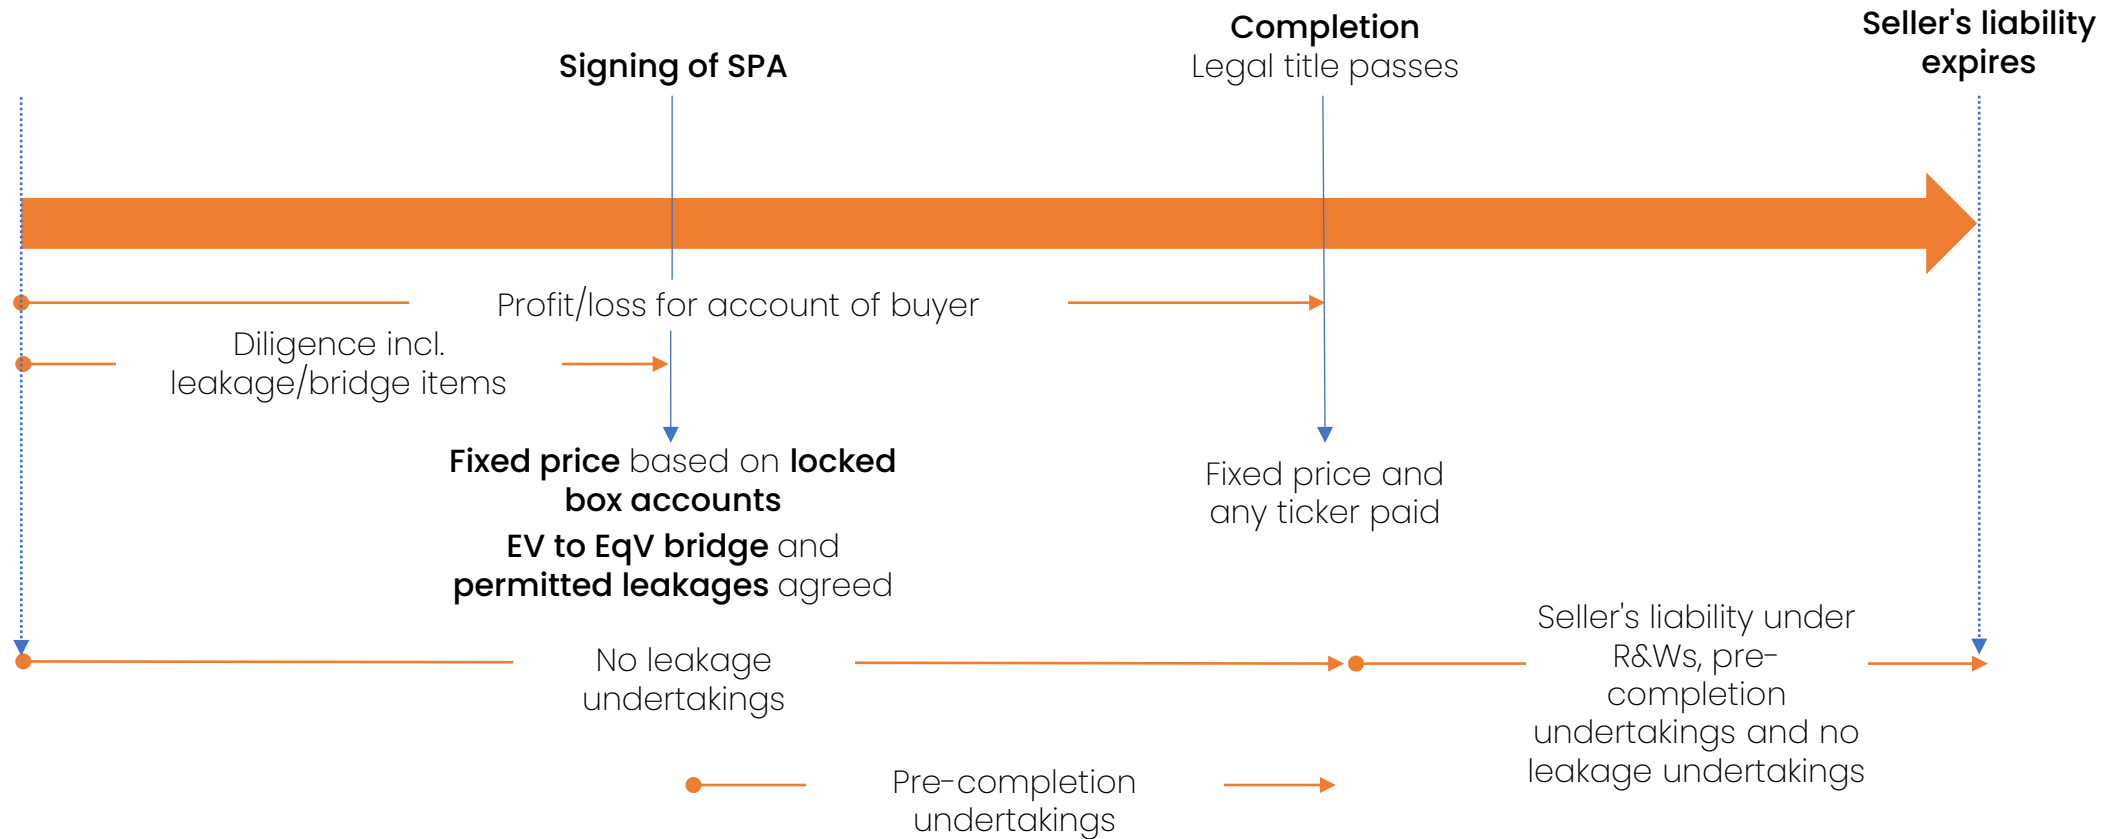 Signing of SPA
Completion
Legal title passes
Seller's liability
expires
Profit/loss for account of buyer
Diligence incl.
leakage/bridge items
Fixed price based on locked
box accounts
EV to EqV bridge and
permitted leakages agreed
Fixed price and
any ticker paid
No leakage
undertakings
Seller's liability under
R&Ws, pre-
completion
undertakings and no
leakage undertakings
Pre-completion
undertakings